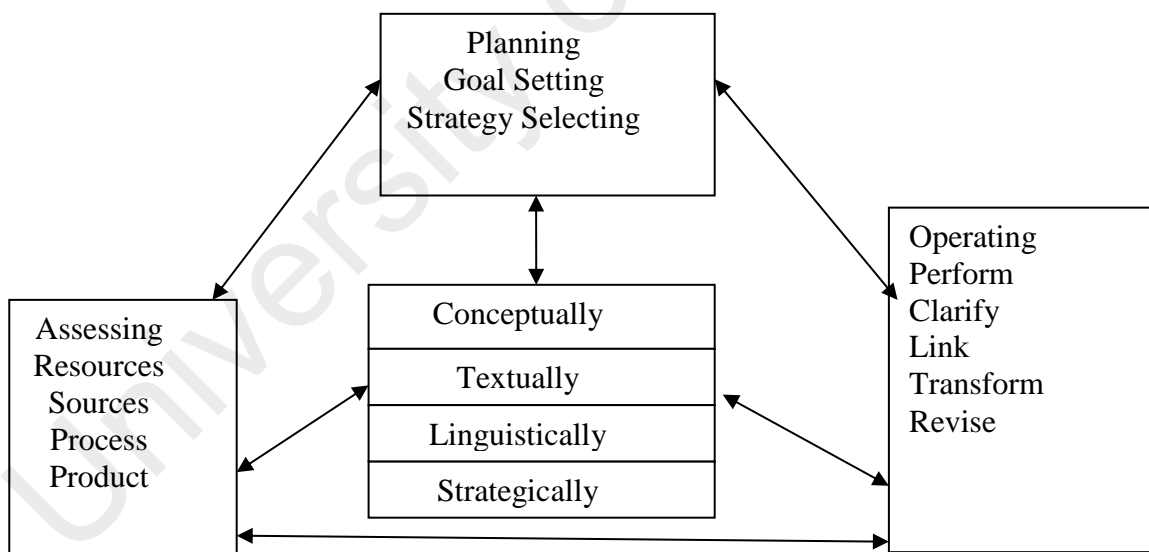 Planning
Goal Setting
Strategy Selecting
Assessing
Resources
Sources
Process
Product
Conceptually
Textually
Linguistically
Strategically
Operating
Perform
Clarify
Link
Transform
Revise
University